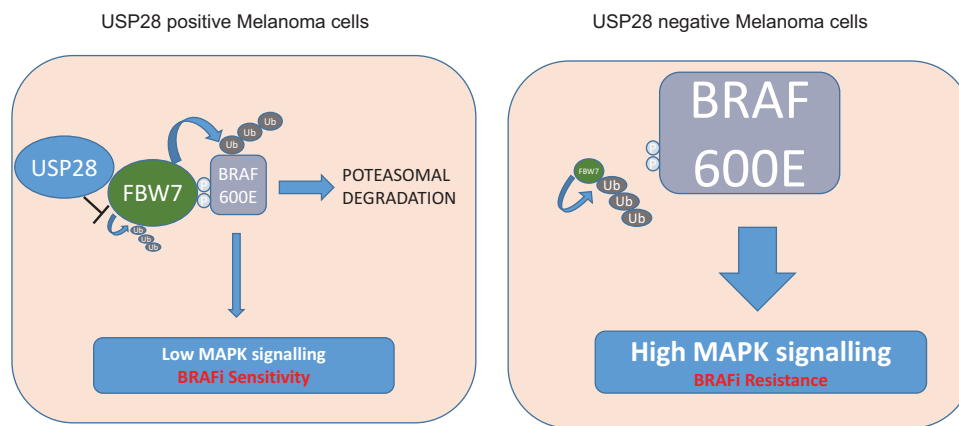 USP28 positive Melanoma cells
USP28
FBW7
Ub
Ub
Ub
Ub
Ub
Ub
P
P
BRAF
600E
POTEASOMAL
DEGRADATION
Low MAPK signalling
BRAFi Sensitivity
USP28 negative Melanoma cells
BRAF
600E
P
P
FBW7
Ub
Ub
Ub
High MAPK signalling
BRAFi Resistance